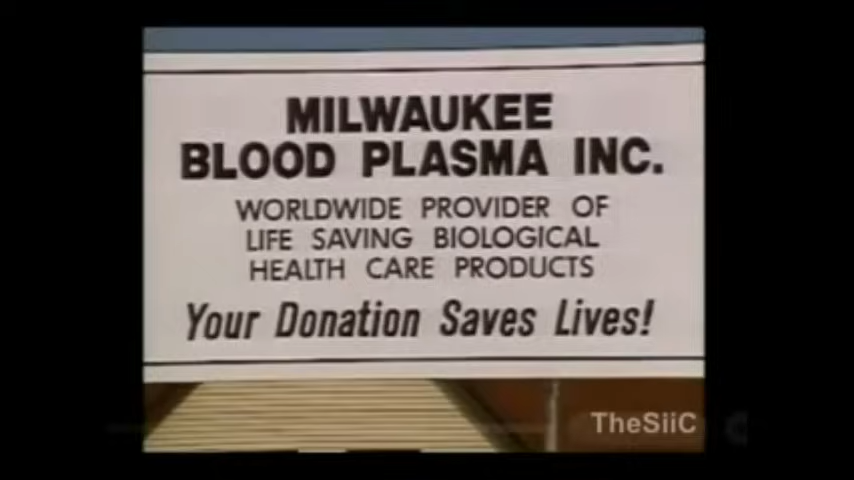 MILWAUKEE
BLOOD PLASMA INC.
WORLDWIDE PROVIDER OF
LIFE SAVING BIOLOGICAL
HEALTH CARE PRODUCTS
Your Donation Saves Lives!
TheSiiC